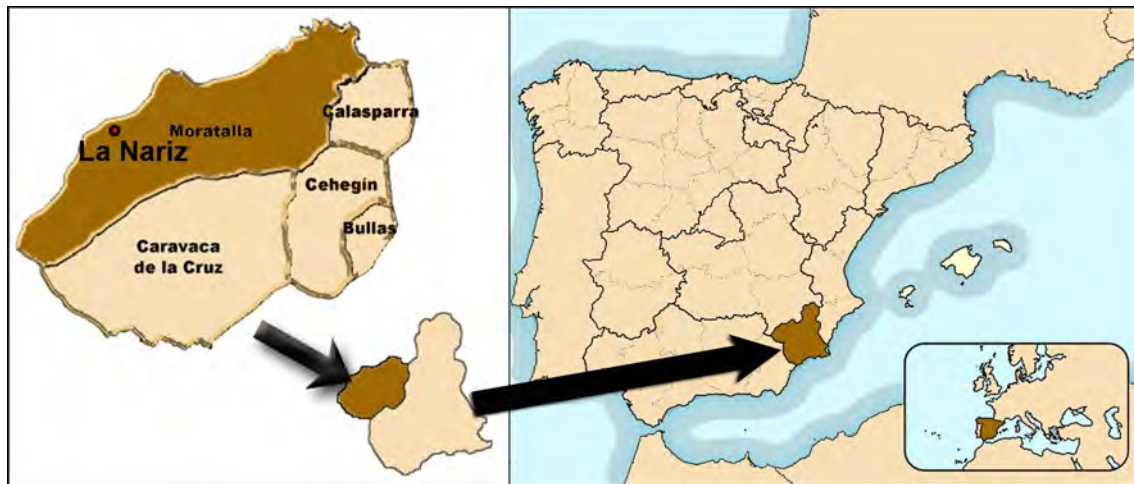 Calasparra
Moratalla
La Nariz
Cehegín
Bullas
Caravaca
de la Cruz